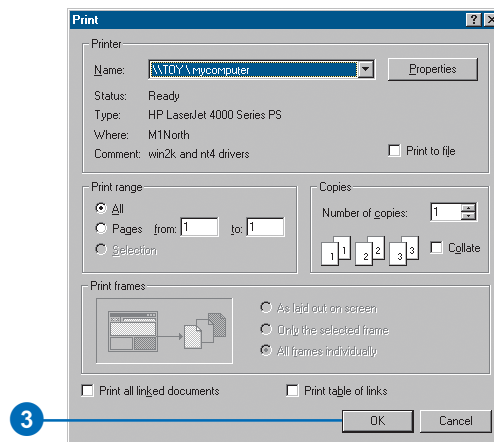 Print
Printer
Name: \\TOY\mycomputer Properties
Status: Ready
Type: HP LaserJet 4000 Series PS
Where: M1North
Comment: win2k and nt4 drivers Print to file
Print range
All
Pages from: 1 to: 1
Selection
Copies
Number of copies: 1
1 1 2 2 3 3 Collate
Print frames
As laid out on screen
Only the selected frame
All frames individually
Print all linked documents Print table of links
3 OK Cancel